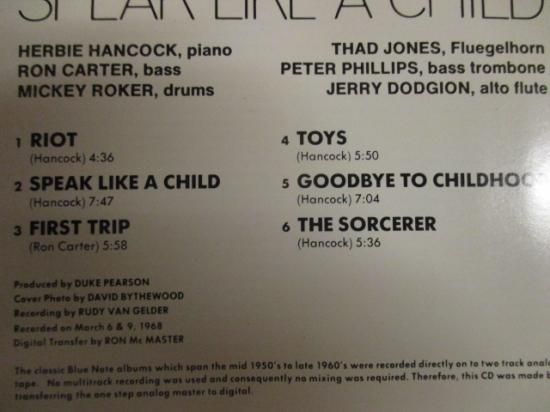 SPEAK LIKE A CHILD
HERBIE HANCOCK, piano
RON CARTER, bass
MICKEY ROKER, drums
THAD JONES, Fluegelhorn
PETER PHILLIPS, bass trombone
JERRY DODGION, alto flute
1 RIOT
(Hancock) 4:36
2 SPEAK LIKE A CHILD
(Hancock) 7:47
3 FIRST TRIP
(Ron Carter) 5:58
4 TOYS
(Hancock) 5:50
5 GOODBYE TO CHILDHOO
(Hancock) 7:04
6 THE SORCERER
(Hancock) 5:36
Produced by DUKE PEARSON
Cover Photo by DAVID BYTHEWOOD
Recording by RUDY VAN GELDER
Recorded on March 6 & 9, 1968
Digital Transfer by RON Mc MASTER
The classic Blue Note albums which span the mid 1950's to late 1960's were recorded directly on to two track analo
tape. No multitrack recording was used and consequently no mixing was required. Therefore, this CD was made b
transferring the one step analog master to digital.